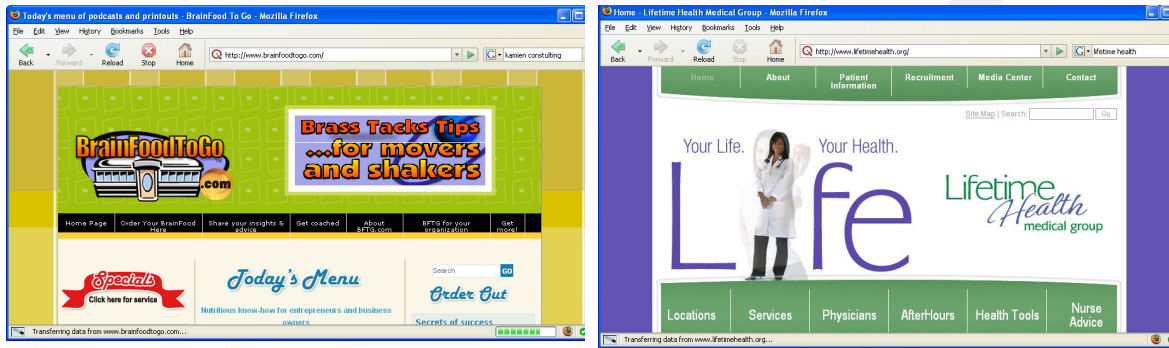 Today's menu of podcasts and printouts - BrainFood To Go - Mozilla Firefox
File Edit View History Bookmarks Tools Help
Back Forward Reload Stop Home
http://www.brainfoodtogo.com/
kamien constulting
BrainFoodToGo
.com
Brass Tacks Tips
...for movers
and shakers
Home Page
Order Your BrainFood
Here
Share your insights &
advice
Get coached
About
BFTG.com
BFTG for your
organization
Get
more!
Specials
Click here for service
Today's Menu
Nutritious know-how for entrepreneurs and business
owners
Search GO
Order Out
Secrets of success
Transferring data from www.brainfoodtogo.com...
Home - Lifetime Health Medical Group - Mozilla Firefox
File Edit View History Bookmarks Tools Help
Back Forward Reload Stop Home
http://www.lifetimehealth.org/
lifetime health
Home
About
Patient
Information
Recruitment
Media Center
Contact
Site Map | Search: Go
Your Life. Your Health.
Life
Lifetime
Health
medical group
Locations
Services
Physicians
AfterHours
Health Tools
Nurse
Advice
Transferring data from www.lifetimehealth.org...